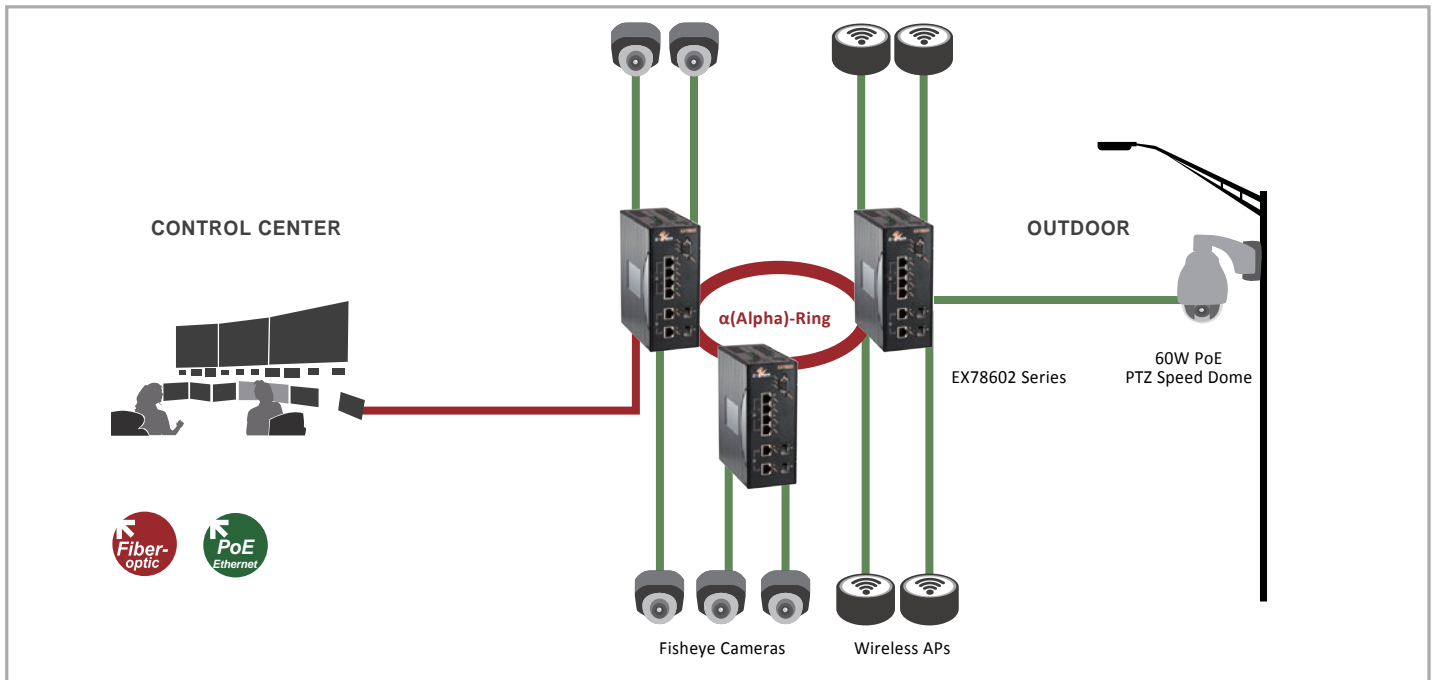 CONTROL CENTER
OUTDOOR
α(Alpha)-Ring
EX78602 Series
60W PoE
PTZ Speed Dome
Fiber-
optic
PoE
Ethernet
Fisheye Cameras
Wireless APs